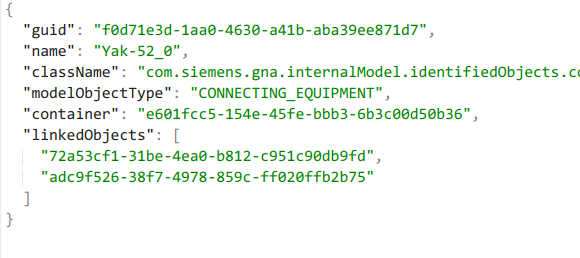 {
"guid": "f0d71e3d-1aa0-4630-a41b-aba39ee871d7",
"name": "Yak-52_0",
"className": "com.siemens.gna.internalModel.identifiedObjects.co
"modelObjectType": "CONNECTING_EQUIPMENT",
"container": "e601fcc5-154e-45fe-bbb3-6b3c00d50b36",
"linkedObjects": [
"72a53cf1-31be-4ea0-b812-c951c90db9fd",
"adc9f526-38f7-4978-859c-ff020ffb2b75"
]
}